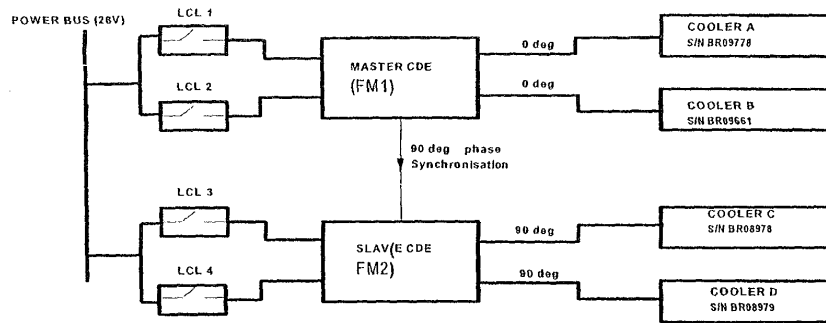 POWER BUS (28V)
LCL 1
LCL 2
MASTER CDE
(FM1)
0 deg
0 deg
COOLER A
S/N BR09778
COOLER B
S/N BR09661
90 deg phase
Synchronisation
LCL 3
LCL 4
SLAV(E CDE
FM2)
90 deg
90 deg
COOLER C
S/N BR08978
COOLER D
S/N BR08979